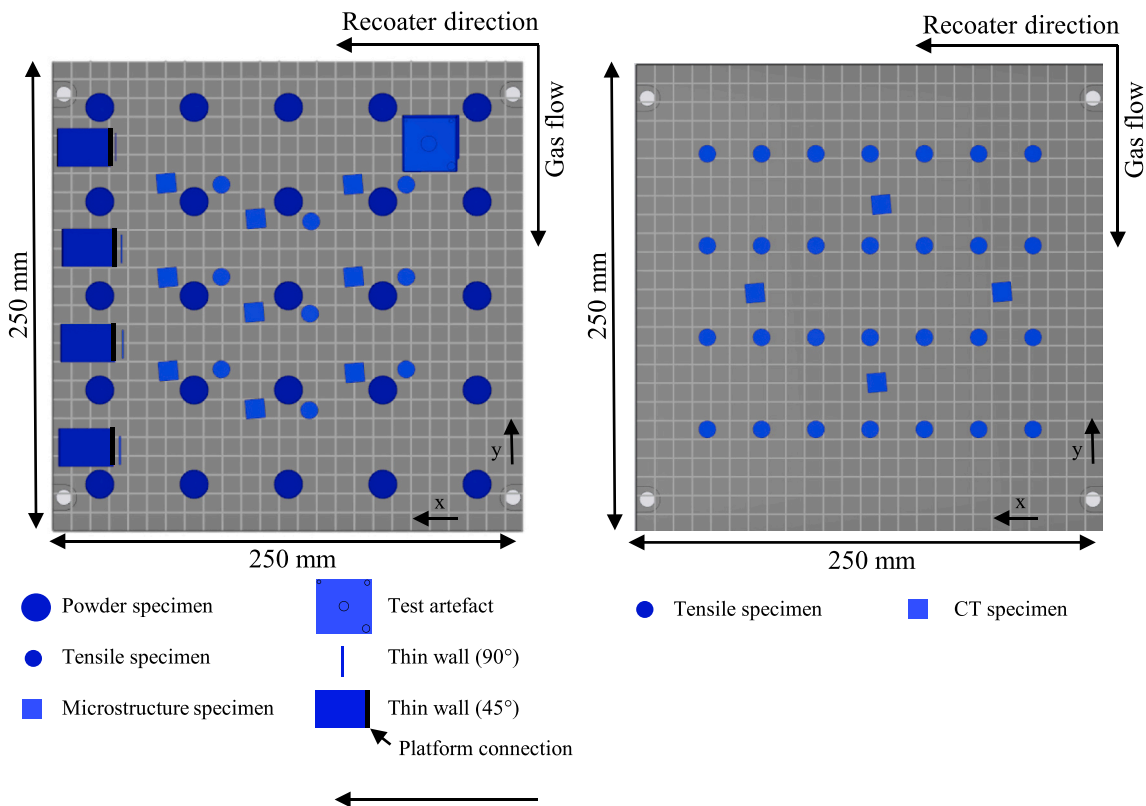 Recoater direction
Gas flow
250 mm
y
x
250 mm
Powder specimen
Test artefact
Tensile specimen
Thin wall (90°)
Microstructure specimen
Thin wall (45°)
Platform connection
Recoater direction
Gas flow
250 mm
y
x
250 mm
Tensile specimen
CT specimen